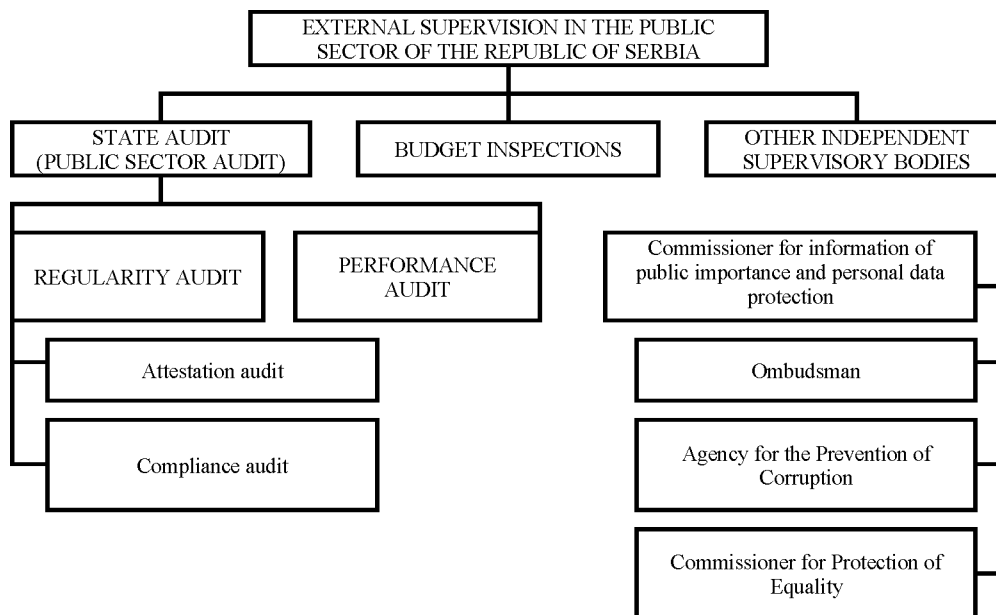 EXTERNAL SUPERVISION IN THE PUBLIC
SECTOR OF THE REPUBLIC OF SERBIA
STATE AUDIT
(PUBLIC SECTOR AUDIT)
BUDGET INSPECTIONS
OTHER INDEPENDENT
SUPERVISORY BODIES
REGULARITY AUDIT
PERFORMANCE
AUDIT
Commissioner for information of
public importance and personal data
protection
Attestation audit
Ombudsman
Compliance audit
Agency for the Prevention of
Corruption
Commissioner for Protection of
Equality